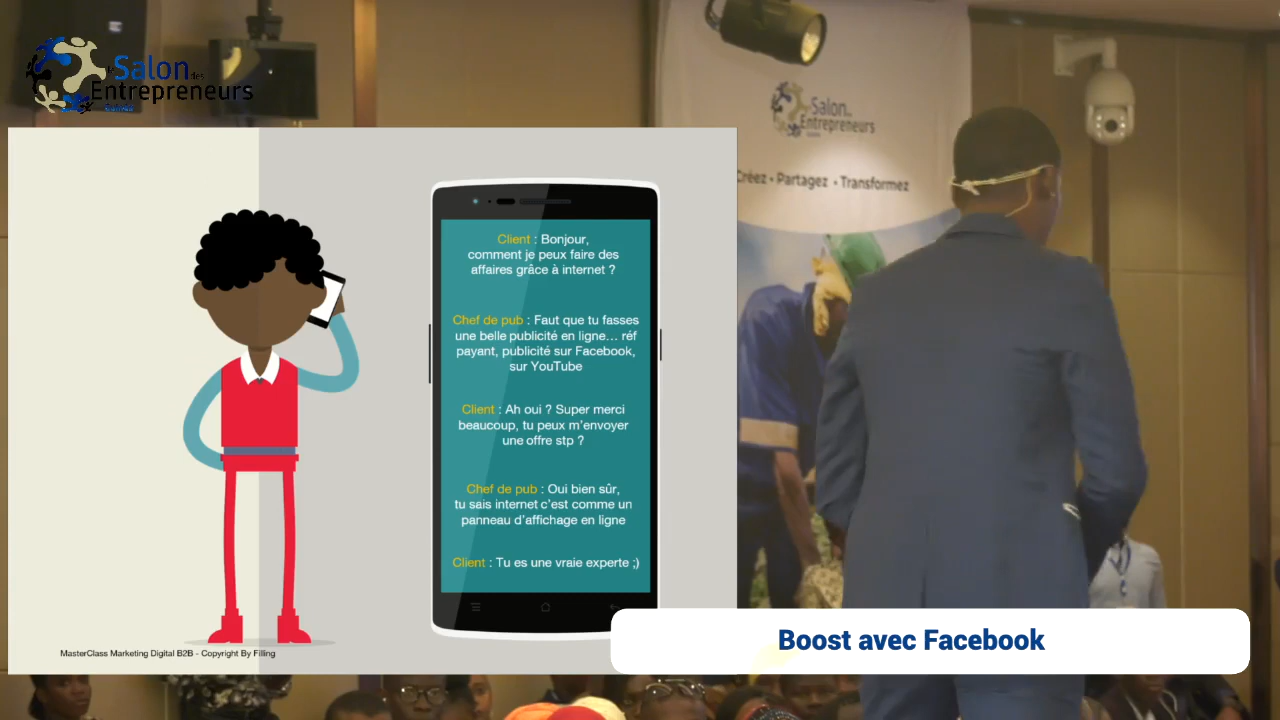 Salon des
Entrepreneurs
Salon
Entrepreneurs
Créez • Partagez • Transformez
Client : Bonjour,
comment je peux faire des
affaires grâce à internet ?
Chef de pub : Faut que tu fasses
une belle publicité en ligne... réf
payant, publicité sur Facebook,
sur YouTube
Client : Ah oui ? Super merci
beaucoup, tu peux m'envoyer
une offre stp ?
Chef de pub : Oui bien sûr,
tu sais internet c'est comme un
panneau d'affichage en ligne
Client : Tu es une vraie experte ;)
MasterClass Marketing Digital B2B - Copyright By Filling
Boost avec Facebook